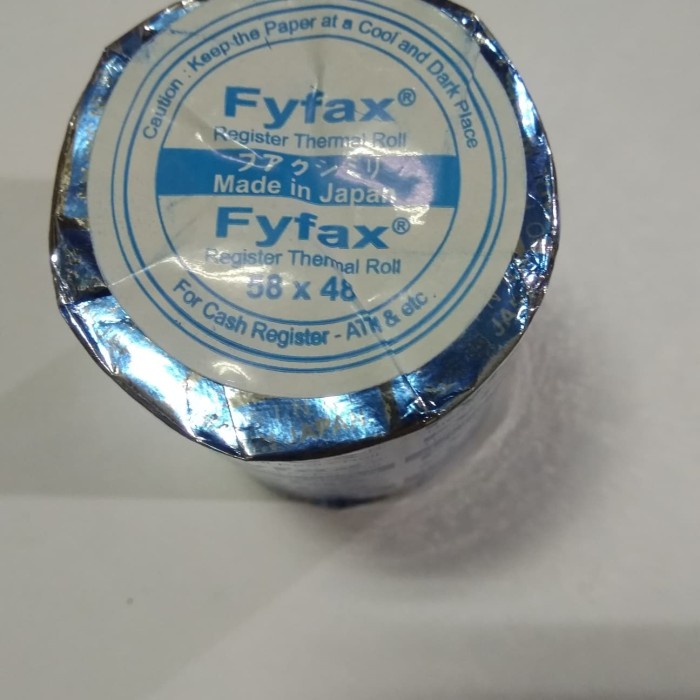 Caution : Keep the Paper at a Cool and Dark Place
Fyfax®
Register Thermal Roll
Made in Japan
Fyfax®
Register Thermal Roll
58 x 48
For Cash Register - ATM & etc .
JAPAN